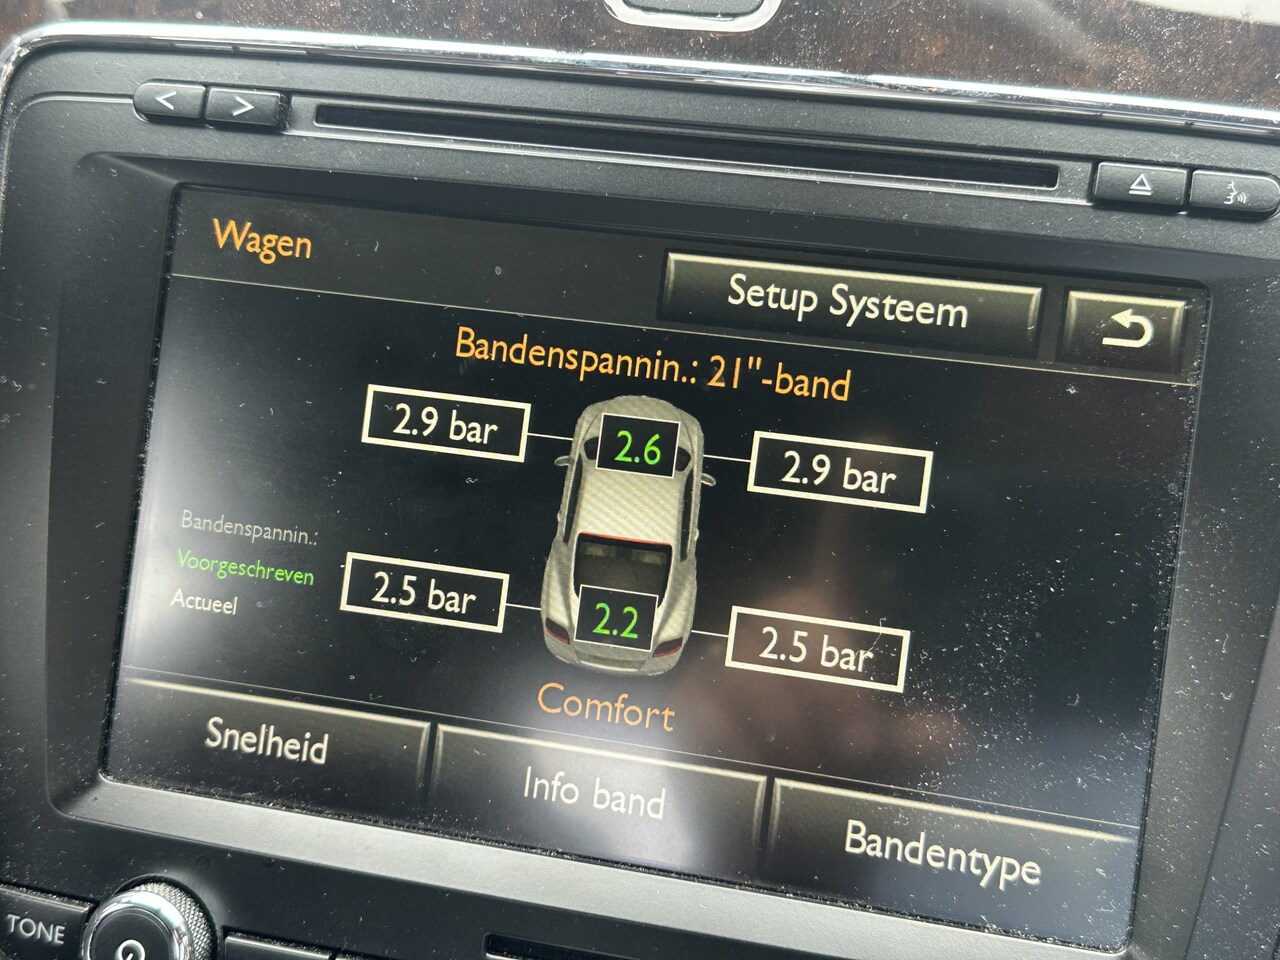 < >
Wagen
Setup Systeem
Bandenspannin.: 21"-band
2.9 bar
2.6
2.9 bar
Bandenspannin.:
Voorgeschreven
Actueel
2.5 bar
2.2
2.5 bar
Comfort
Snelheid
Info band
Bandentype
TONE